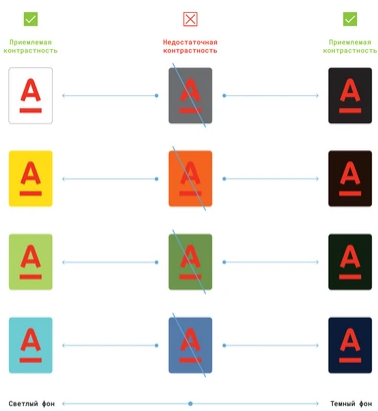 Приемлемая
контрастность
Недостаточная
контрастность
Приемлемая
контрастность
А
А
А
А
А
А
А
А
А
А
А
А
Светлый фон
Темный фон